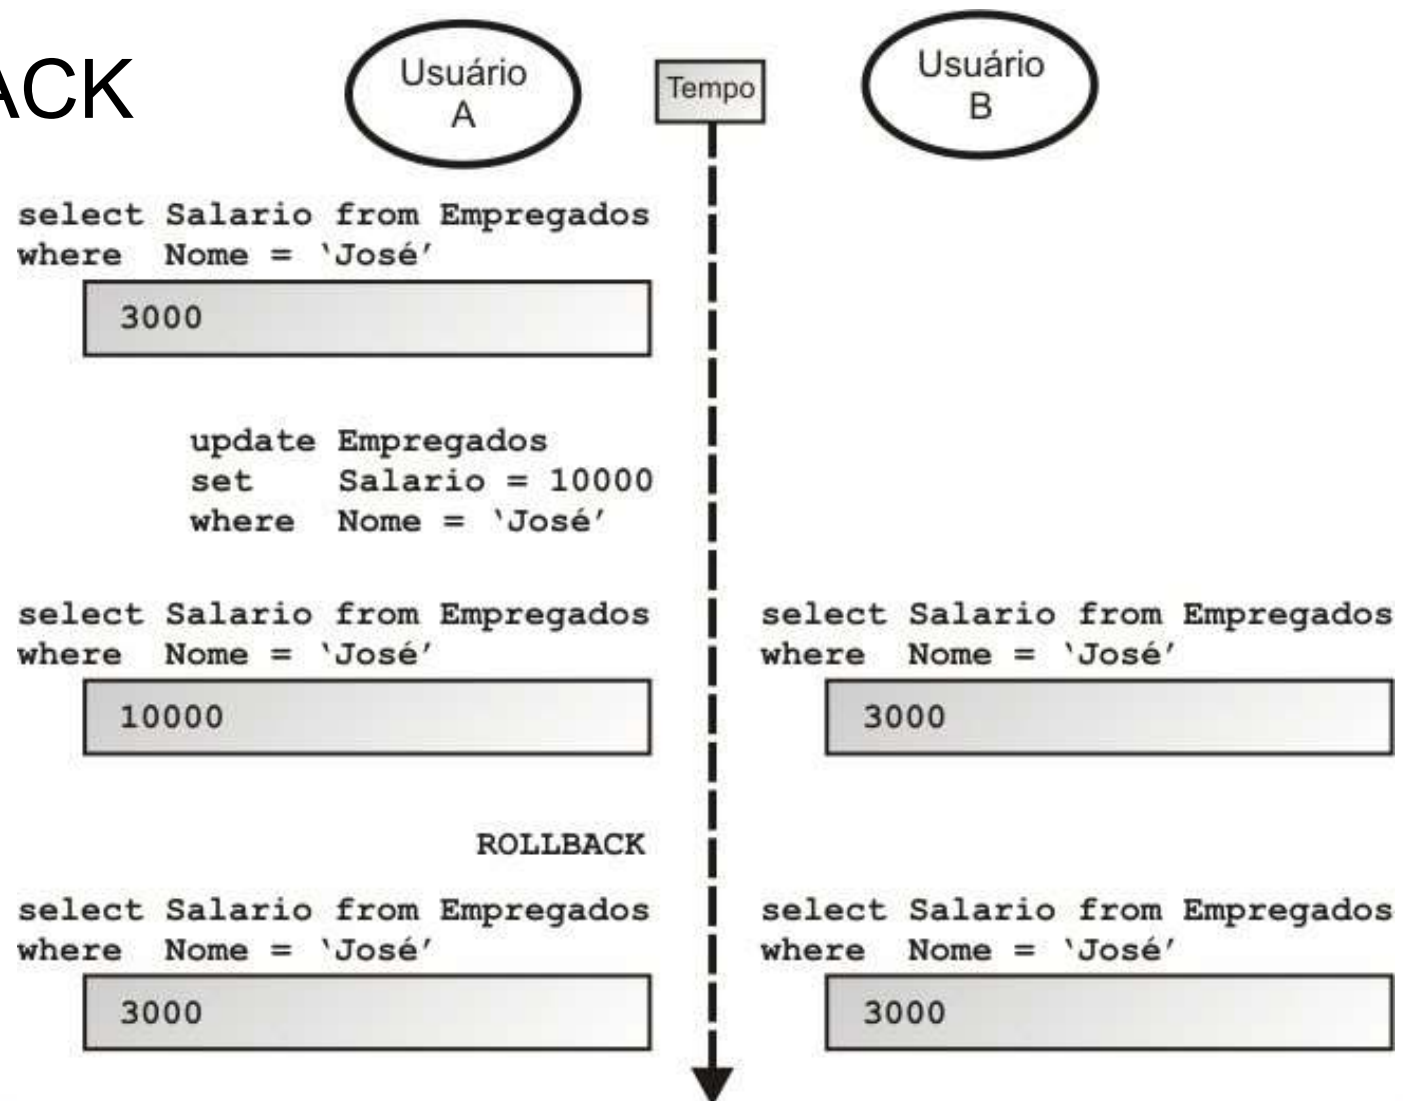 ACK
Usuário
A
Tempo
Usuário
B
select Salario from Empregados
where  Nome = ‵José′
3000
update Empregados
set    Salario = 10000
where  Nome = ‵José′
select Salario from Empregados
where  Nome = ‵José′
10000
select Salario from Empregados
where  Nome = ‵José′
3000
ROLLBACK
select Salario from Empregados
where  Nome = ‵José′
3000
select Salario from Empregados
where  Nome = ‵José′
3000